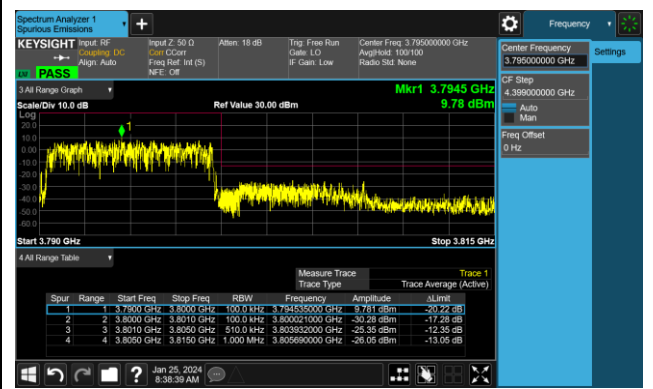 Spectrum Analyzer 1
Spurious Emissions
Frequency
KEYSIGHT Input: RF Input Z: 50 Ω Atten: 18 dB Trig: Free Run Center Freq: 3.795000000 GHz
Coupling: DC Corr CCorr Gate: LO Avg|Hold: 100/100
Align: Auto Freq Ref: Int (S) IF Gain: Low Radio Std: None
NFE: Off
PASS
Center Frequency
3.795000000 GHz
Settings
CF Step
4.399000000 GHz
Auto
Man
Freq Offset
0 Hz
3 All Range Graph
Mkr1 3.7945 GHz
Scale/Div 10.0 dB Ref Value 30.00 dBm 9.78 dBm
Log
20.0
10.0
0.00
-10.0
-20.0
-30.0
-40.0
-50.0
-60.0
1
Start 3.790 GHz Stop 3.815 GHz
4 All Range Table
Measure Trace Trace 1
Trace Type Trace Average (Active)
Spur Range Start Freq Stop Freq RBW Frequency Amplitude ΔLimit
1 1 3.7900 GHz 3.8000 GHz 100.0 kHz 3.794535000 GHz 9.781 dBm -20.22 dB
2 2 3.8000 GHz 3.8010 GHz 100.0 kHz 3.800021000 GHz -30.28 dBm -17.28 dB
3 3 3.8010 GHz 3.8050 GHz 510.0 kHz 3.803932000 GHz -25.35 dBm -12.35 dB
4 4 3.8050 GHz 3.8150 GHz 1.000 MHz 3.805690000 GHz -26.05 dBm -13.05 dB
Jan 25, 2024
8:38:39 AM